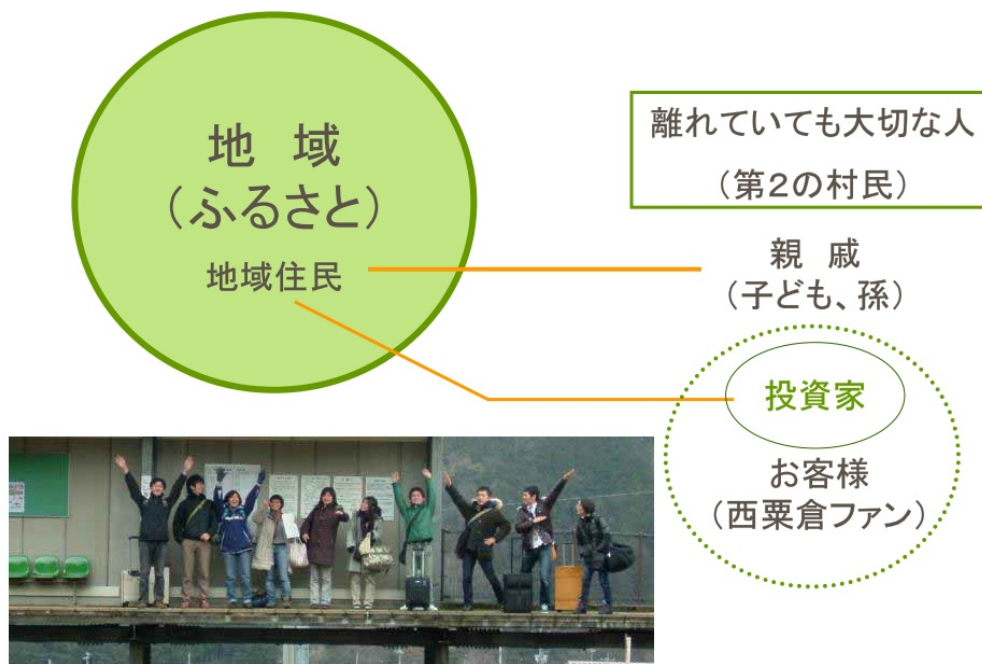 地　域
（ふるさと）
地域住民
離れていても大切な人
（第２の村民）
親　戚
（子ども、孫）
投資家
お客様
（西粟倉ファン）